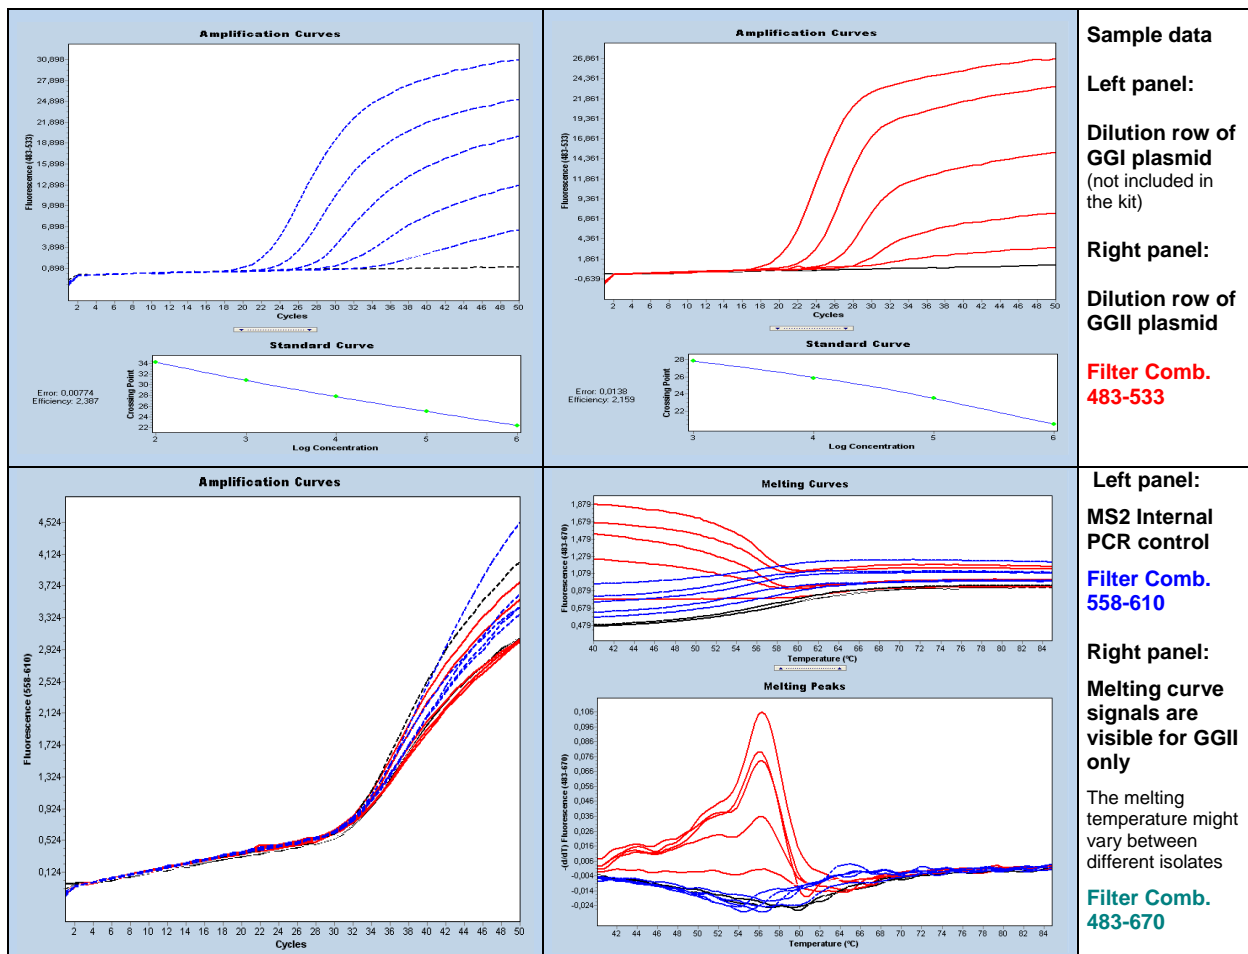 Amplification Curves
30,898
27,898
24,898
21,898
18,898
15,898
12,898
9,898
6,898
3,898
0,898
Fluorescence (483-533)
2 4 6 8 10 12 14 16 18 20 22 24 26 28 30 32 34 36 38 40 42 44 46 48 50
Cycles
Standard Curve
Error: 0,00774
Efficiency: 2,387
34
32
30
28
26
24
22
Crossing Point
2 3 4 5 6
Log Concentration
Amplification Curves
26,861
24,361
21,861
19,361
16,861
14,361
11,861
9,361
6,861
4,361
1,861
-0,639
Fluorescence (483-533)
2 4 6 8 10 12 14 16 18 20 22 24 26 28 30 32 34 36 38 40 42 44 46 48 50
Cycles
Standard Curve
Error: 0,0138
Efficiency: 2,159
28
26
24
22
Crossing Point
3 4 5 6
Log Concentration
Sample data
Left panel:
Dilution row of
GGI plasmid
(not included in
the kit)
Right panel:
Dilution row of
GGII plasmid
Filter Comb.
483-533
Amplification Curves
4,524
4,124
3,724
3,324
2,924
2,524
2,124
1,724
1,324
0,924
0,524
0,124
Fluorescence (558-610)
2 4 6 8 10 12 14 16 18 20 22 24 26 28 30 32 34 36 38 40 42 44 46 48 50
Cycles
Melting Curves
1,879
1,679
1,479
1,279
1,079
0,879
0,679
0,479
Fluorescence (483-670)
40 42 44 46 48 50 52 54 56 58 60 62 64 66 68 70 72 74 76 78 80 82 84
Temperature (°C)
Melting Peaks
0,106
0,096
0,086
0,076
0,066
0,056
0,046
0,036
0,026
0,016
0,006
-0,004
-0,014
-0,024
-(d/dT) Fluorescence (483-670)
42 44 46 48 50 52 54 56 58 60 62 64 66 68 70 72 74 76 78 80 82 84
Temperature (°C)
Left panel:
MS2 Internal
PCR control
Filter Comb.
558-610
Right panel:
Melting curve
signals are
visible for GGII
only
The melting
temperature might
vary between
different isolates
Filter Comb.
483-670